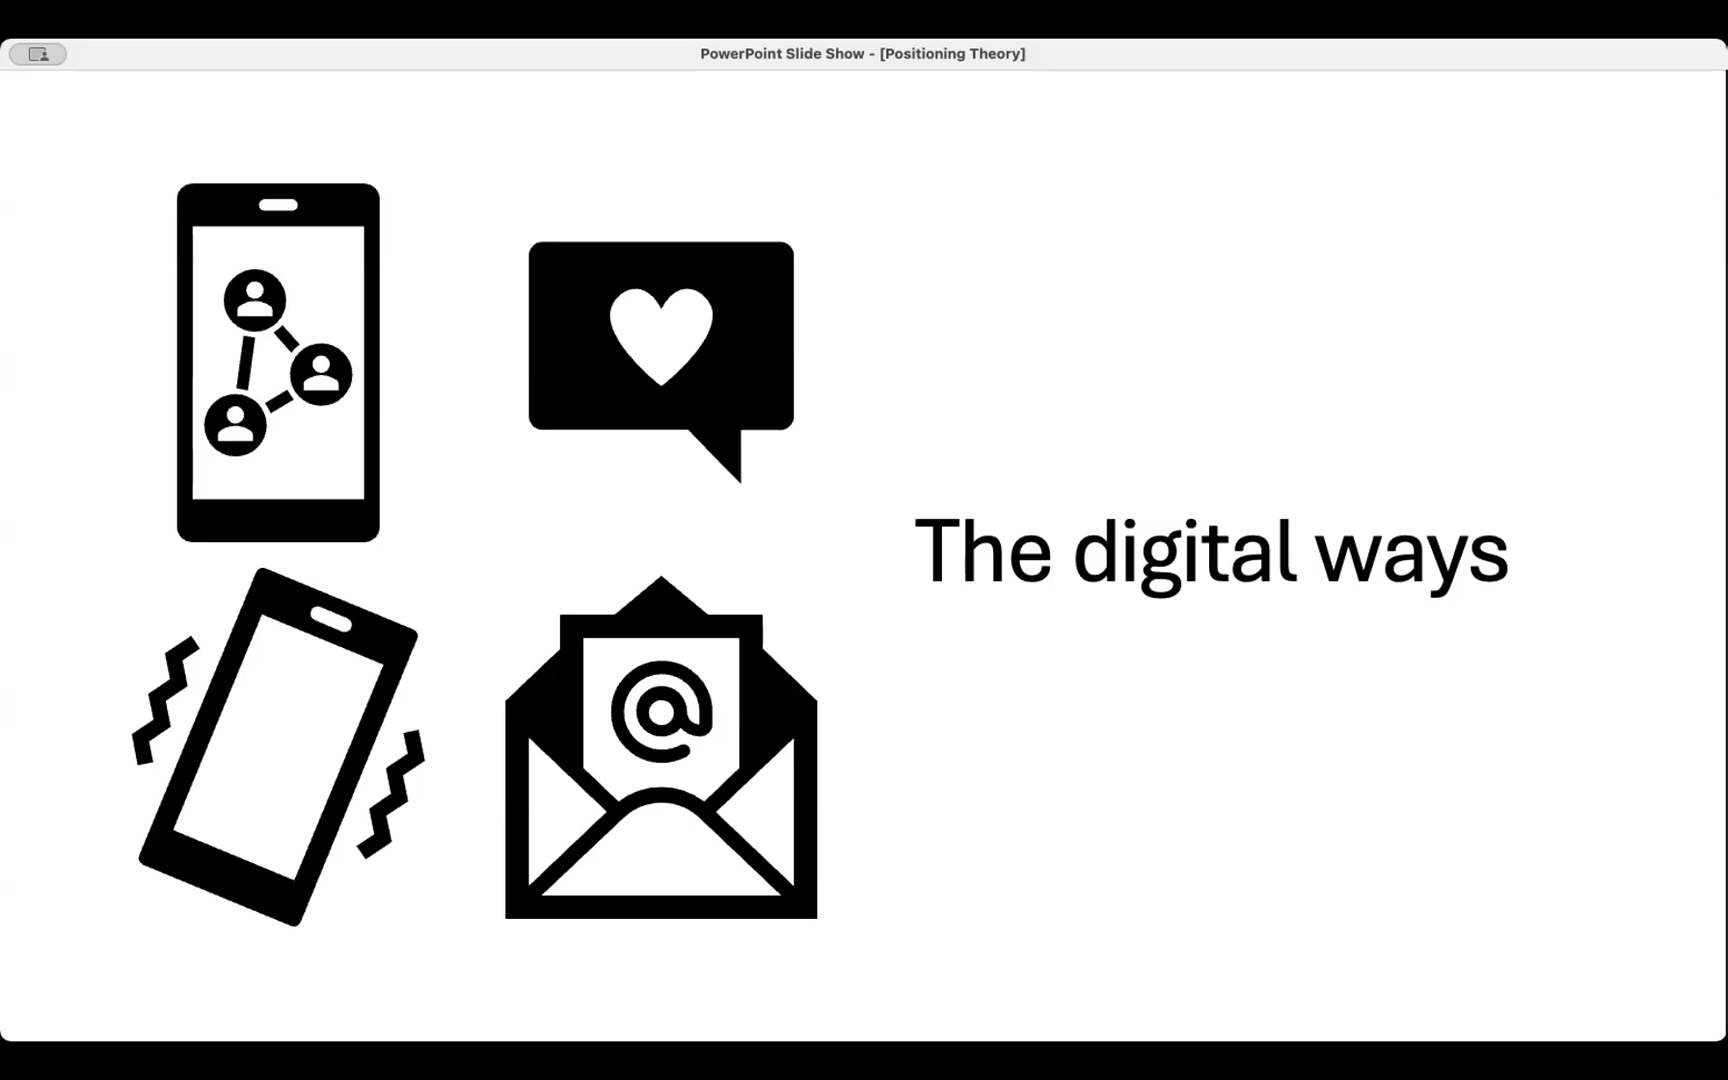 PowerPoint Slide Show - [Positioning Theory]
@
The digital ways